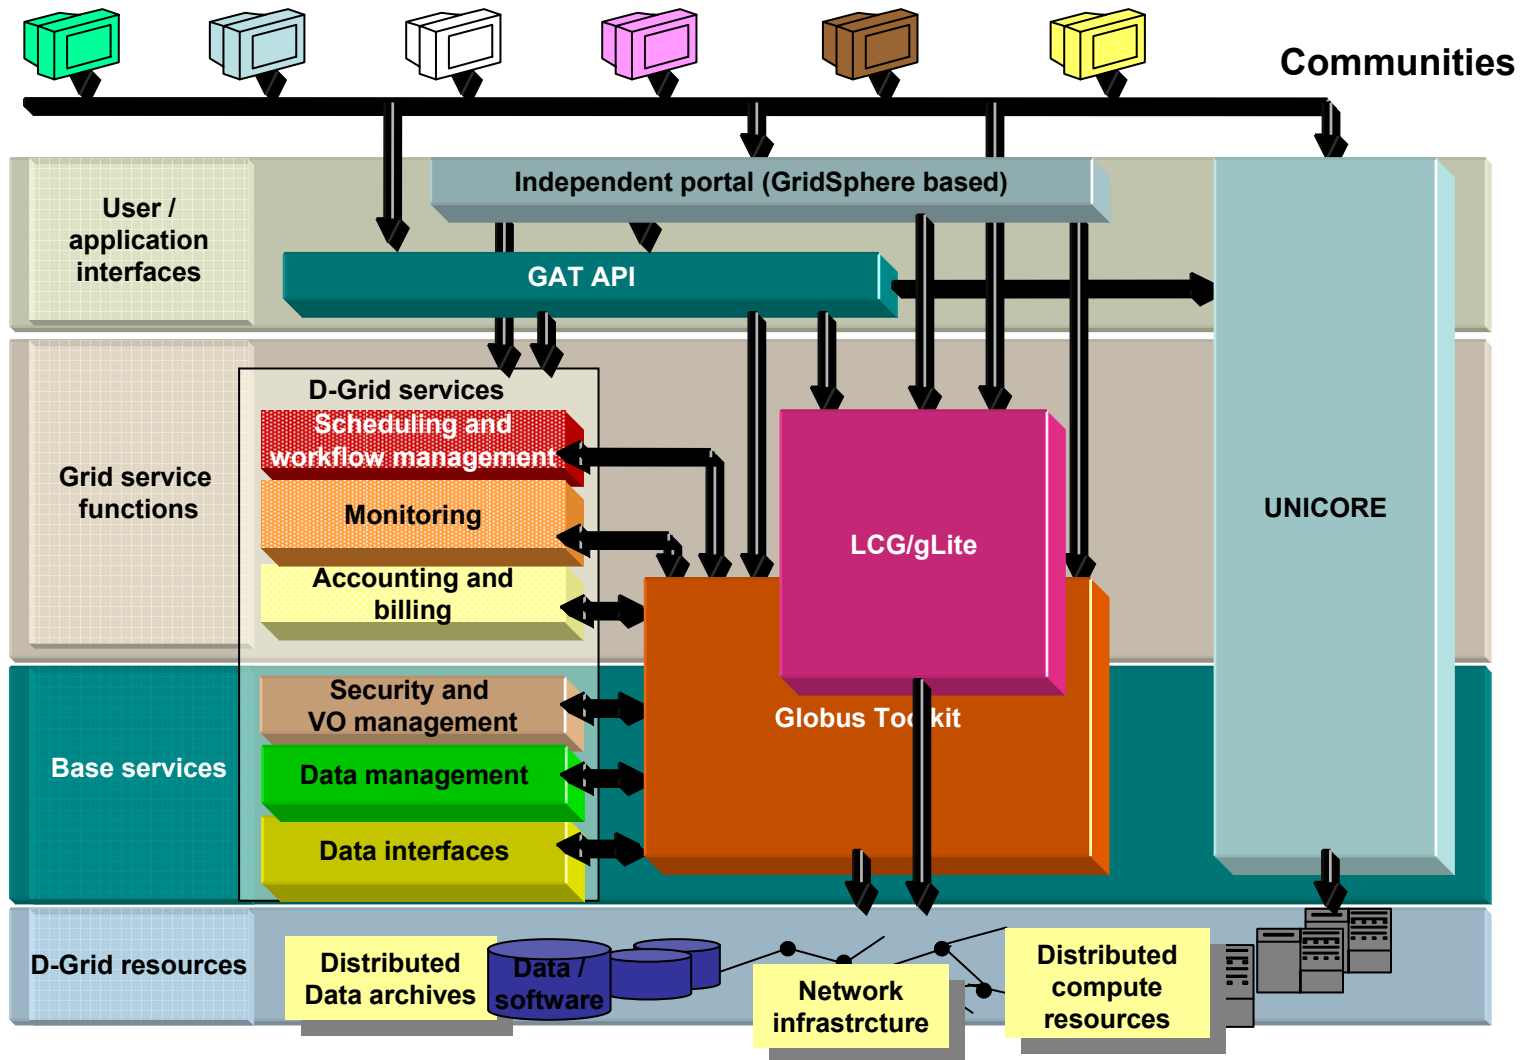 Communities
Independent portal (GridSphere based)
User /
application
interfaces
GAT API
D-Grid services
Scheduling and
workflow management
Grid service
functions
Monitoring
UNICORE
LCG/gLite
Accounting and
billing
Security and
VO management
Globus Toolkit
Base services
Data management
Data interfaces
D-Grid resources
Distributed
Data archives
Data /
software
Network
infrastrcture
Distributed
compute
resources